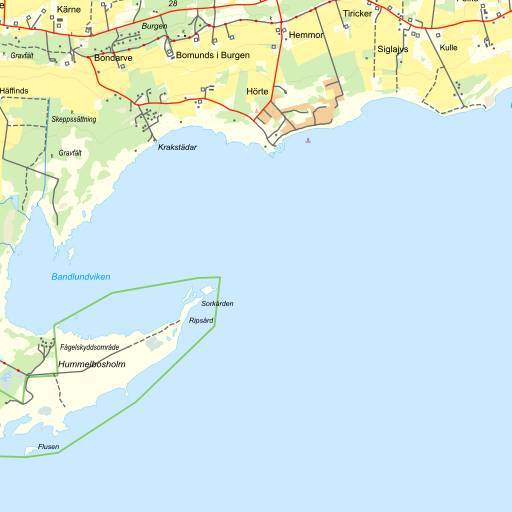 28
Kärne
Burgen
Tiricker
Hemmor
Siglajvs
Kulle
Gravfält
Bondarve
Bomunds i Burgen
Häffinds
Hörte
Skeppssättning
Gravfält
Krakstädar
Bandlundviken
Sorkården
Ripsård
Fågelskyddsområde
Hummelbosholm
Flusen